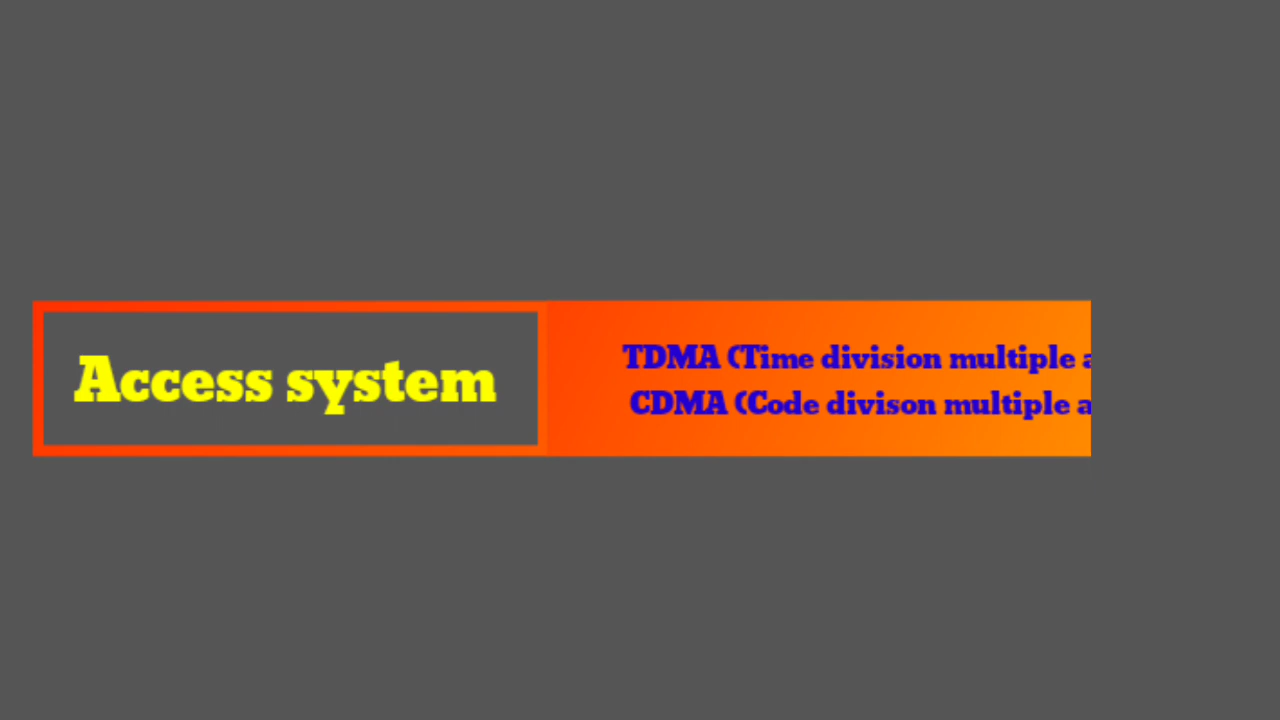 Access system
TDMA (Time division multiple a
CDMA (Code divison multiple a